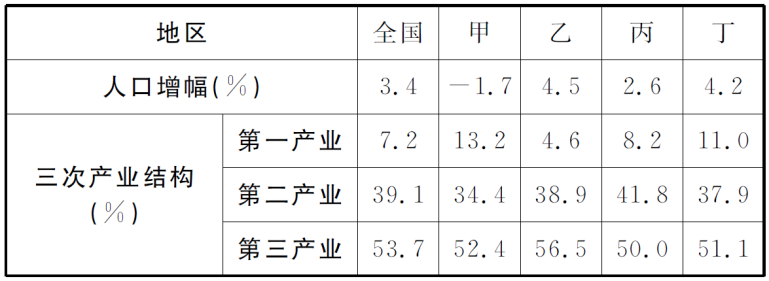 地区 全国 甲 乙 丙 丁
人口增幅(%) 3.4 －1.7 4.5 2.6 4.2
三次产业结构(%) 第一产业 7.2 13.2 4.6 8.2 11.0
第二产业 39.1 34.4 38.9 41.8 37.9
第三产业 53.7 52.4 56.5 50.0 51.1